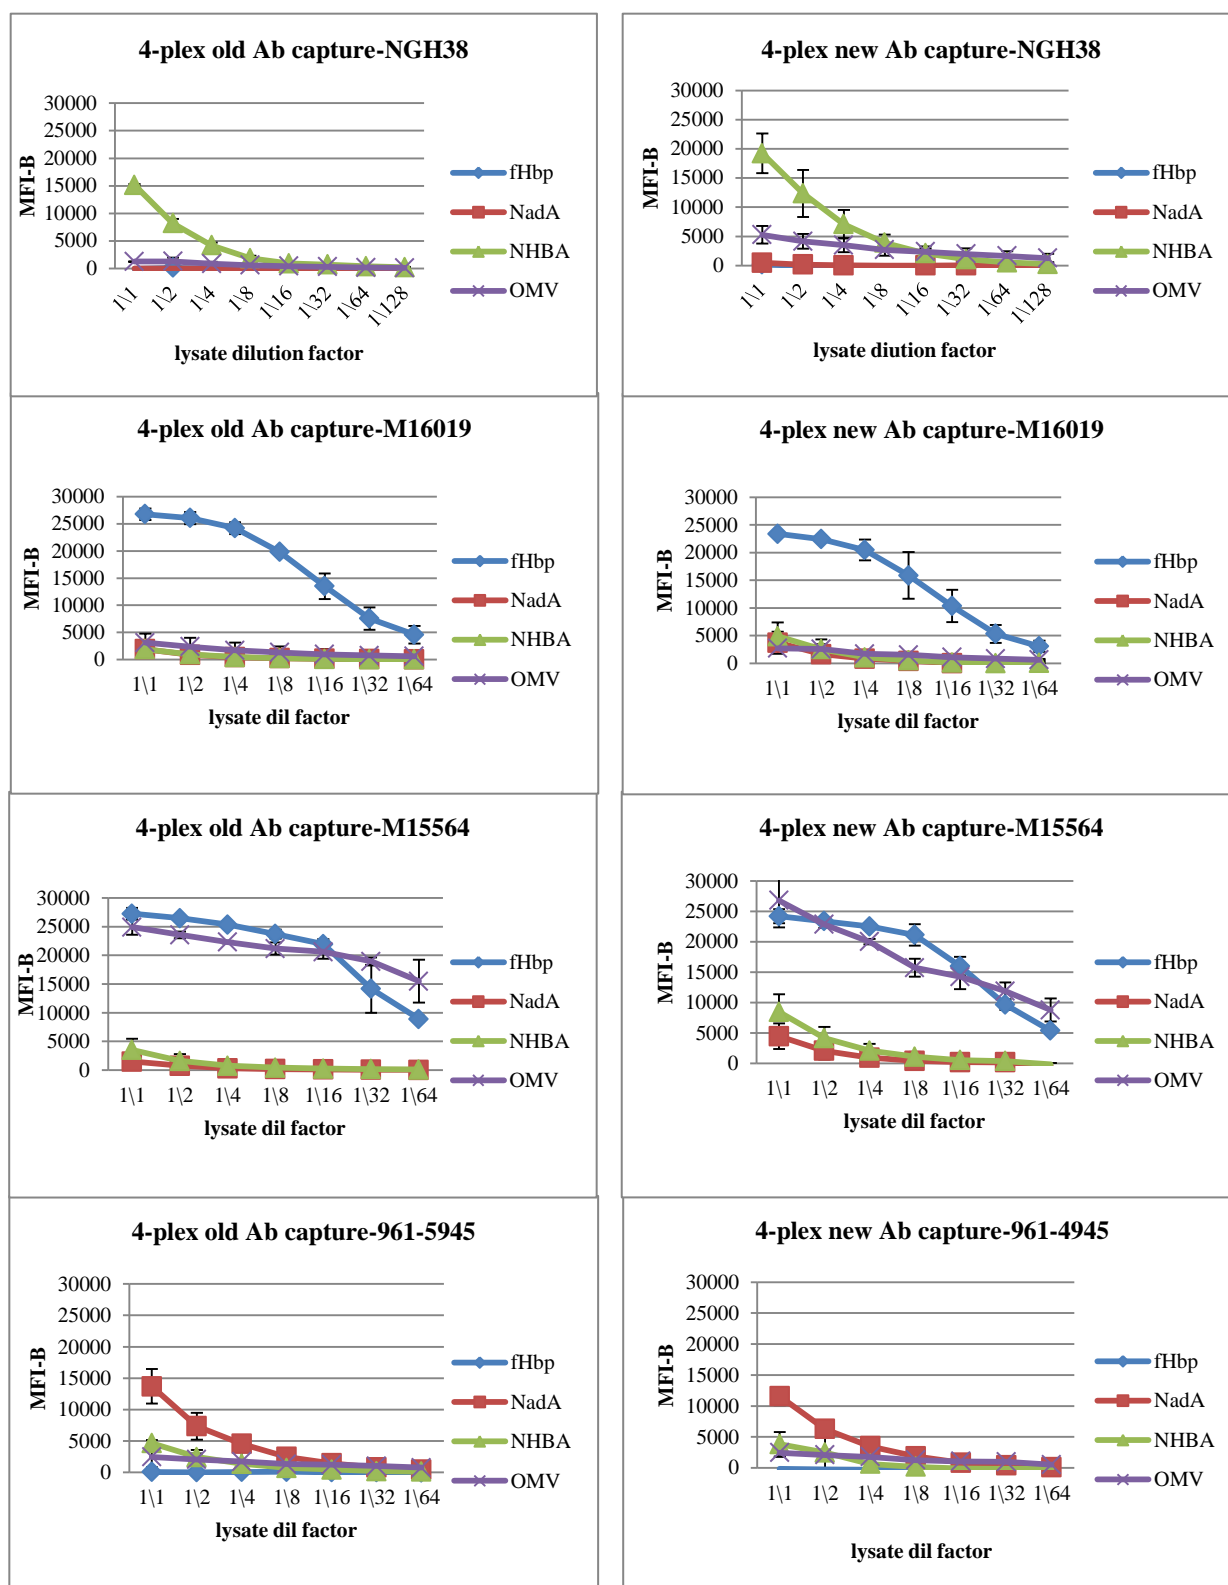 4-plex old Ab capture-NGH38
30000
25000
20000
15000
10000
5000
0
MFI-B
1\1
1\2
1\4
1\8
1\16
1\32
1\64
1\128
lysate dilution factor
fHbp
NadA
NHBA
OMV
4-plex new Ab capture-NGH38
30000
25000
20000
15000
10000
5000
0
MFI-B
1\1
1\2
1\4
1\8
1\16
1\32
1\64
1\128
lysate diution factor
fHbp
NadA
NHBA
OMV
4-plex old Ab capture-M16019
30000
25000
20000
15000
10000
5000
0
MFI-B
1\1 1\2 1\4 1\8 1\16 1\32 1\64
lysate dil factor
fHbp
NadA
NHBA
OMV
4-plex new Ab capture-M16019
30000
25000
20000
15000
10000
5000
0
MFI-B
1\1 1\2 1\4 1\8 1\16 1\32 1\64
lysate dil factor
fHbp
NadA
NHBA
OMV
4-plex old Ab capture-M15564
30000
25000
20000
15000
10000
5000
0
MFI-B
1\1 1\2 1\4 1\8 1\16 1\32 1\64
lysate dil factor
fHbp
NadA
NHBA
OMV
4-plex new Ab capture-M15564
30000
25000
20000
15000
10000
5000
0
MFI-B
1\1 1\2 1\4 1\8 1\16 1\32 1\64
lysate dil factor
fHbp
NadA
NHBA
OMV
4-plex old Ab capture-961-5945
30000
25000
20000
15000
10000
5000
0
MFI-B
1\1 1\2 1\4 1\8 1\16 1\32 1\64
lysate dil factor
fHbp
NadA
NHBA
OMV
4-plex new Ab capture-961-4945
30000
25000
20000
15000
10000
5000
0
MFI-B
1\1 1\2 1\4 1\8 1\16 1\32 1\64
lysate dil factor
fHbp
NadA
NHBA
OMV